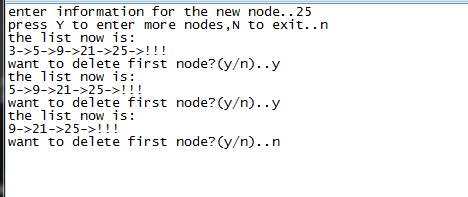 enter information for the new node..25
press Y to enter more nodes,N to exit..n
the list now is:
3->5->9->21->25->!!!
want to delete first node?(y/n)..y
the list now is:
5->9->21->25->!!!
want to delete first node?(y/n)..y
the list now is:
9->21->25->!!!
want to delete first node?(y/n)..n